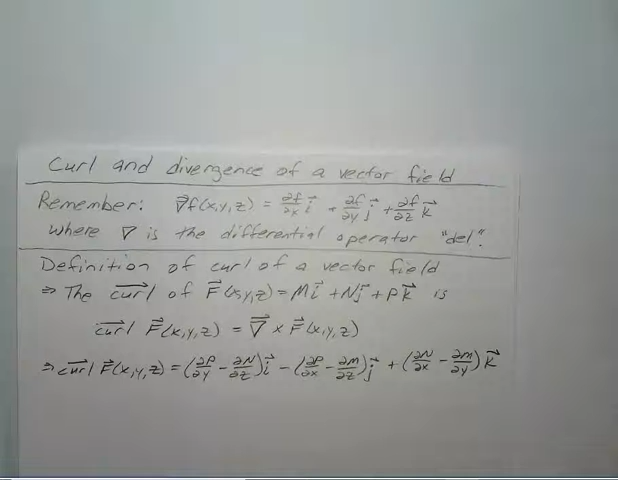 Curl and divergence of a vector field
Remember: ∇⃗f(x,y,z) = ∂f/∂x i⃗ + ∂f/∂y j⃗ + ∂f/∂z k⃗
Where ∇ is the differential operator "del".
Definition of curl of a vector field
⇒ The curl⃗ of F⃗(x,y,z) = Mi⃗ + Nj⃗ + Pk⃗ is
curl⃗ F⃗(x,y,z) = ∇⃗ × F⃗(x,y,z)
⇒ curl⃗ F⃗(x,y,z) = (∂P/∂y - ∂N/∂z)i⃗ - (∂P/∂x - ∂M/∂z)j⃗ + (∂N/∂x - ∂M/∂y)k⃗